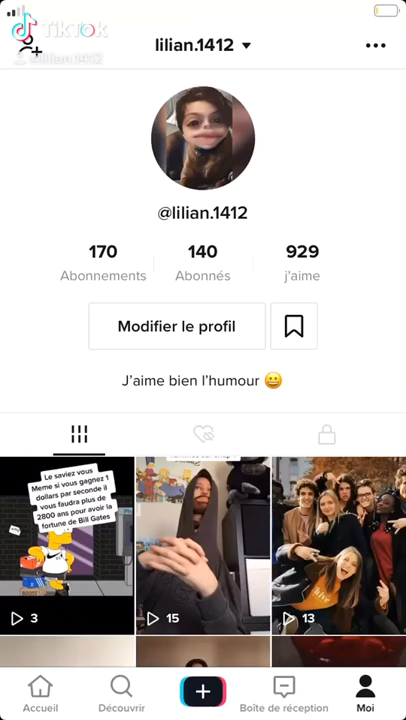 TikTok
@lilian.1412
lilian.1412
@lilian.1412
170
140
929
Abonnements
Abonnés
j'aime
Modifier le profil
J'aime bien l'humour 😀
Le saviez vous
Meme si vous gagnez 1
dollars par seconde il
vous faudra plus de
2800 ans pour avoir la
fortune de Bill Gates
3
15
13
Accueil
Découvrir
Boîte de réception
Moi